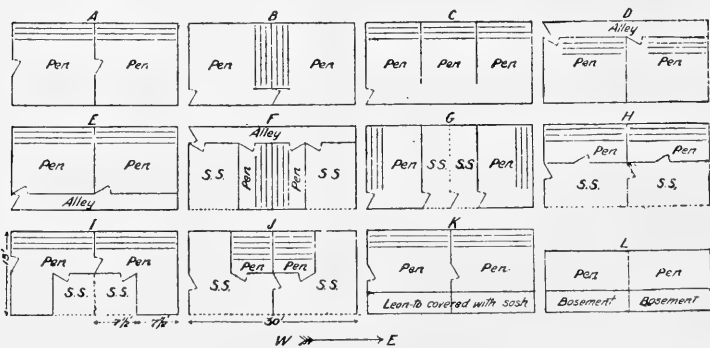 A B C D
Pen Pen
Pen Pen
Pen Pen Pen
Alley
Pen Pen
E F G H
Pen Pen
Alley
Alley
S.S. Pen Pen S.S
Pen S.S. S.S Pen
Pen Pen
S.S. S.S.
I J K L
15'
Pen Pen
S.S. S.S.
7½' 7½'
Pen Pen
S.S. S.S.
30'
Pen Pen
Lean-To covered with sash
Pen Pen
Basement Basement
W E